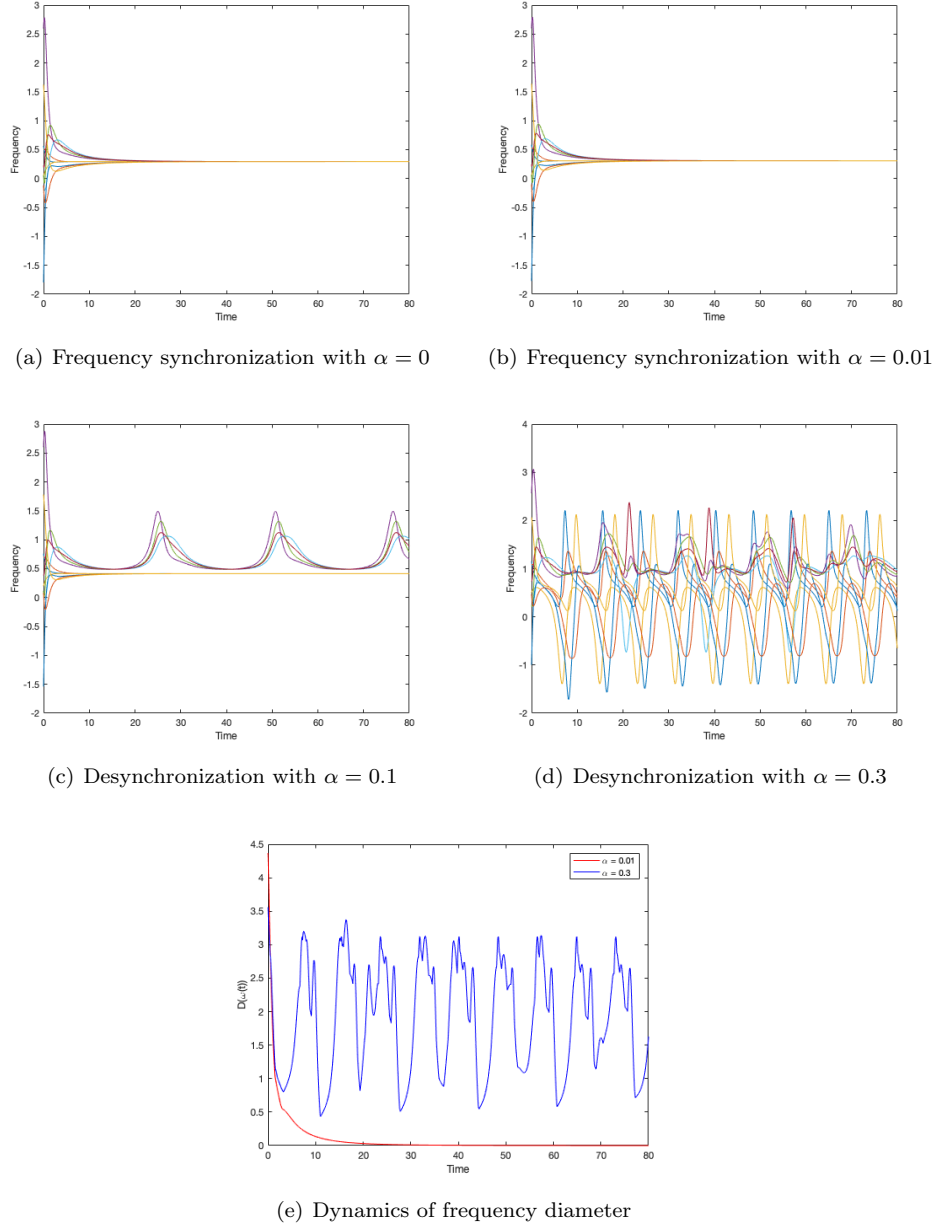 3
2.5
2
1.5
1
0.5
0
-0.5
-1
-1.5
-2
Frequency
0 10 20 30 40 50 60 70 80
Time
3
2.5
2
1.5
1
0.5
0
-0.5
-1
-1.5
-2
Frequency
0 10 20 30 40 50 60 70 80
Time
(a) Frequency synchronization with α = 0
(b) Frequency synchronization with α = 0.01
3
2.5
2
1.5
1
0.5
0
-0.5
-1
-1.5
-2
Frequency
0 10 20 30 40 50 60 70 80
Time
4
3
2
1
0
-1
-2
Frequency
0 10 20 30 40 50 60 70 80
Time
(c) Desynchronization with α = 0.1
(d) Desynchronization with α = 0.3
4.5
4
3.5
3
2.5
2
1.5
1
0.5
0
D(ω(t))
α = 0.01
α = 0.3
0 10 20 30 40 50 60 70 80
Time
(e) Dynamics of frequency diameter